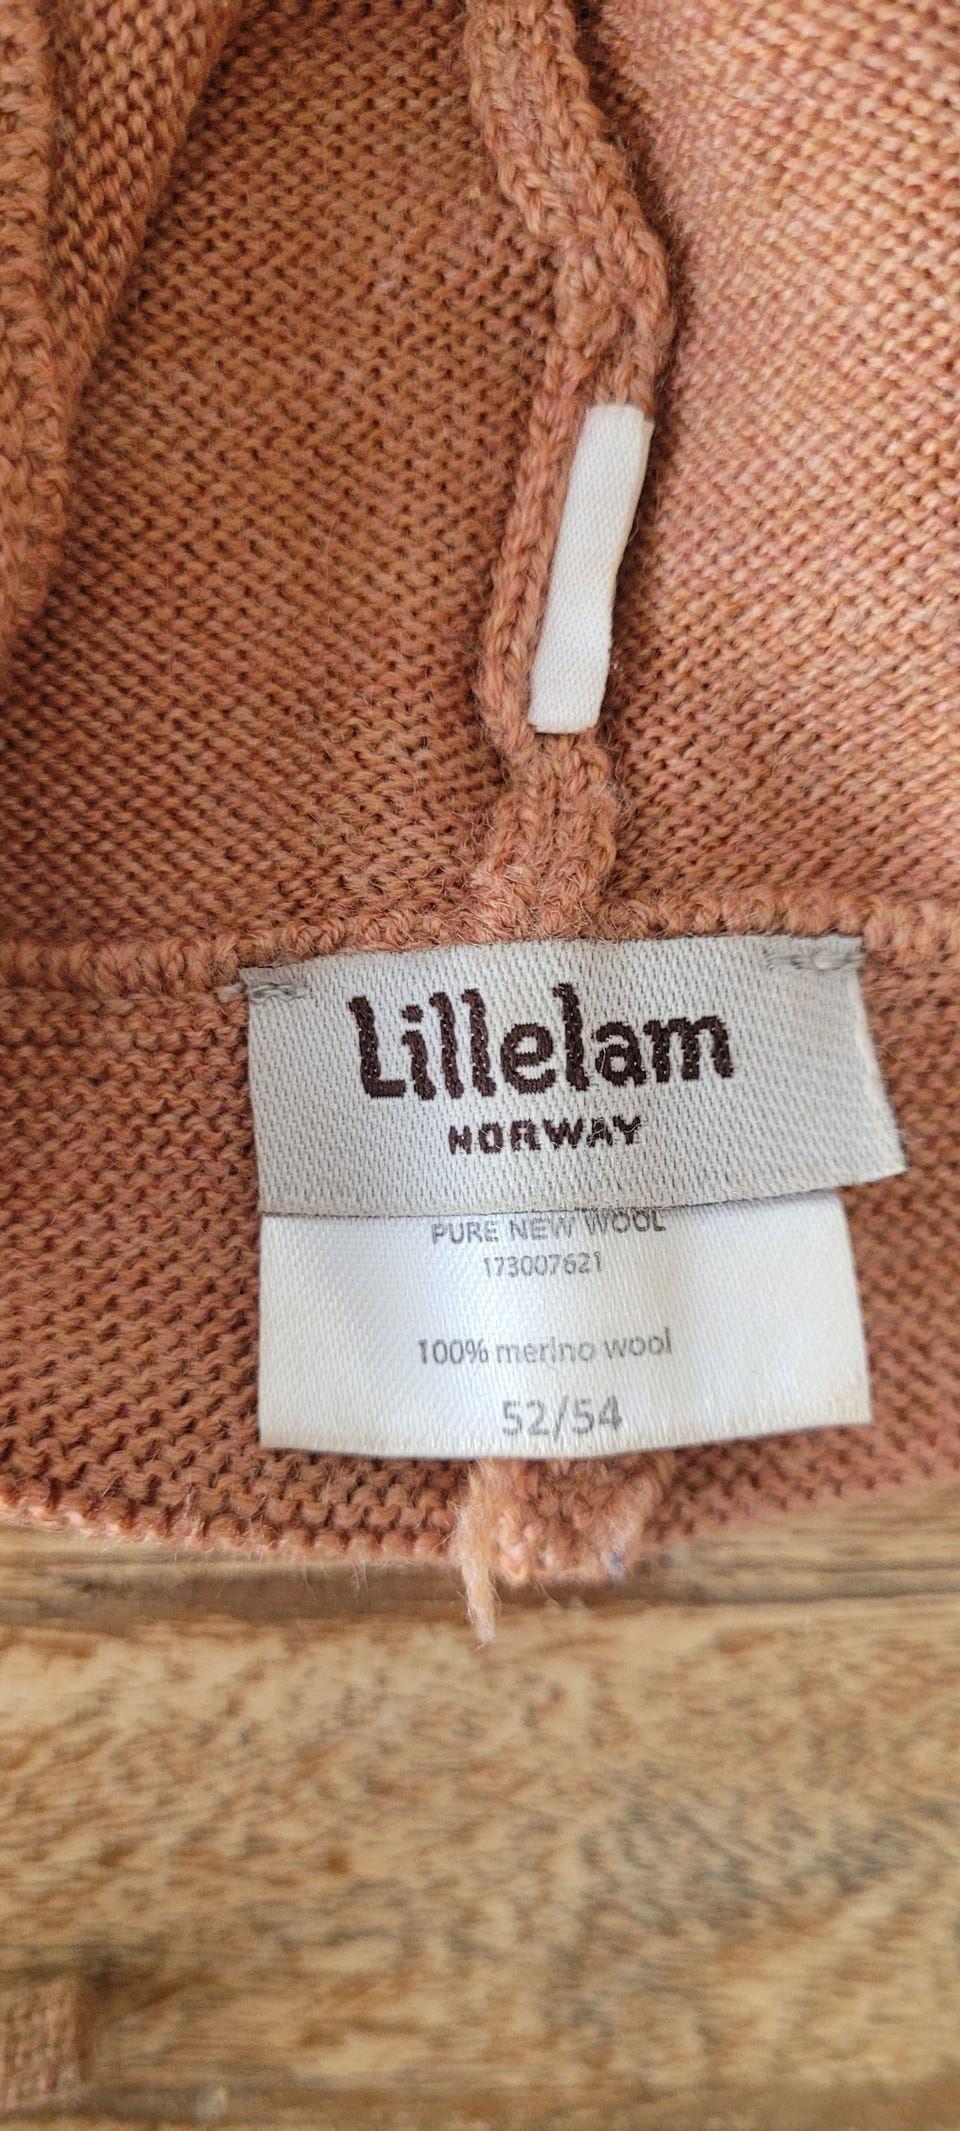 Lillelam
NORWAY
PURE NEW WOOL
173007621
100% merino wool
52/54